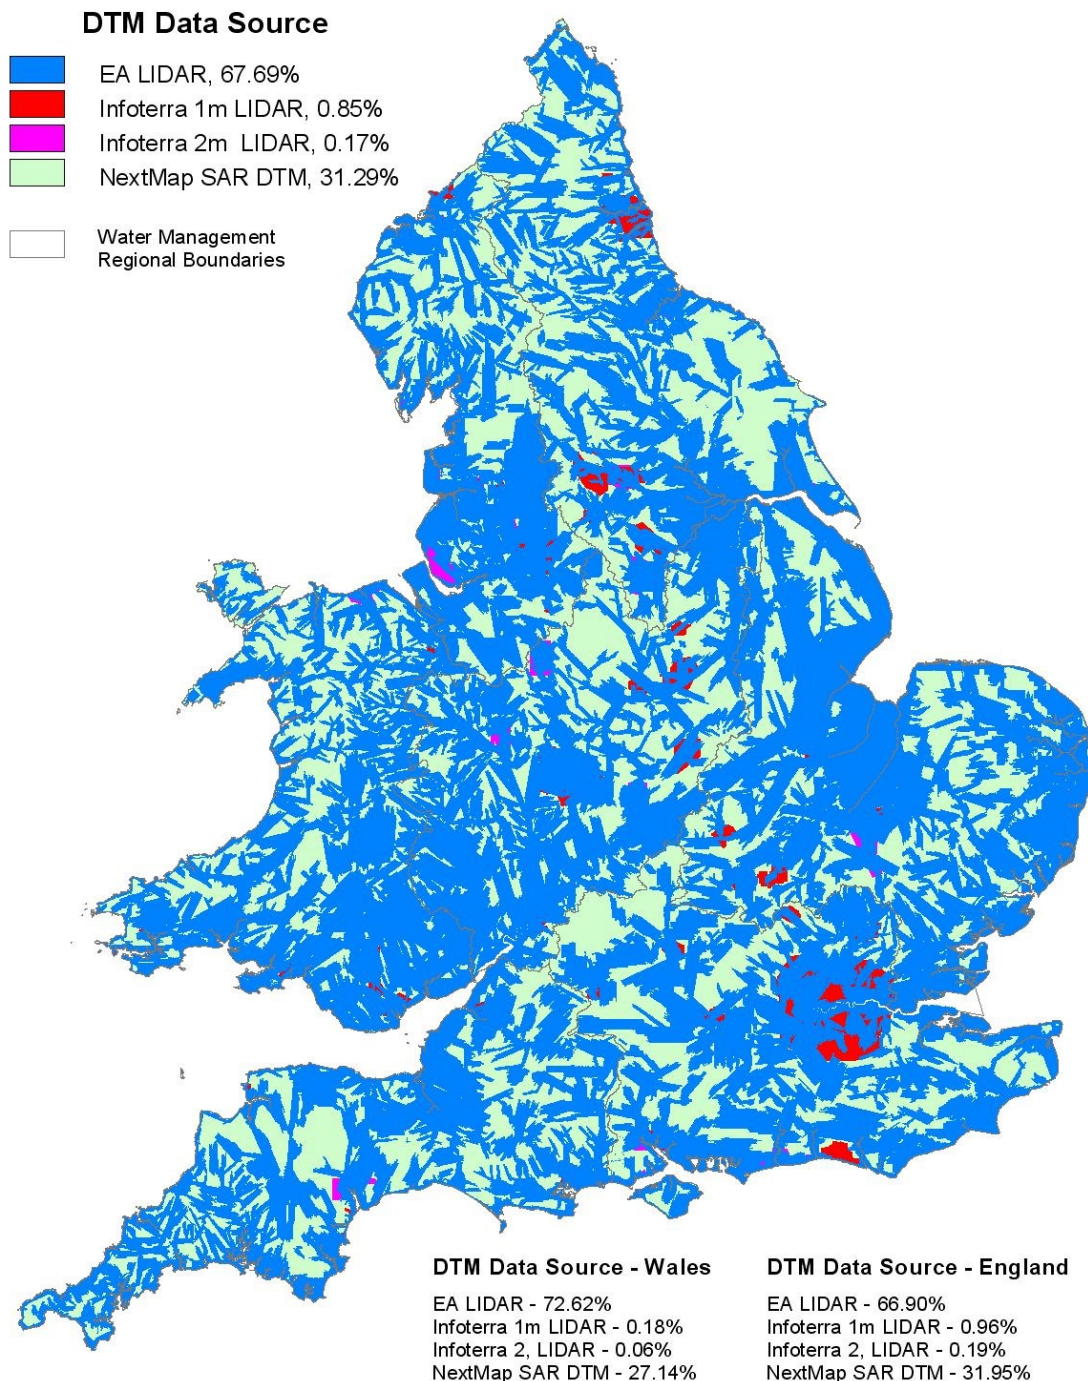 DTM Data Source
EA LIDAR, 67.69%
Infoterra 1m LIDAR, 0.85%
Infoterra 2m  LIDAR, 0.17%
NextMap SAR DTM, 31.29%
Water Management
Regional Boundaries
DTM Data Source - Wales
EA LIDAR - 72.62%
Infoterra 1m LIDAR - 0.18%
Infoterra 2, LIDAR - 0.06%
NextMap SAR DTM - 27.14%
DTM Data Source - England
EA LIDAR - 66.90%
Infoterra 1m LIDAR - 0.96%
Infoterra 2, LIDAR - 0.19%
NextMap SAR DTM - 31.95%